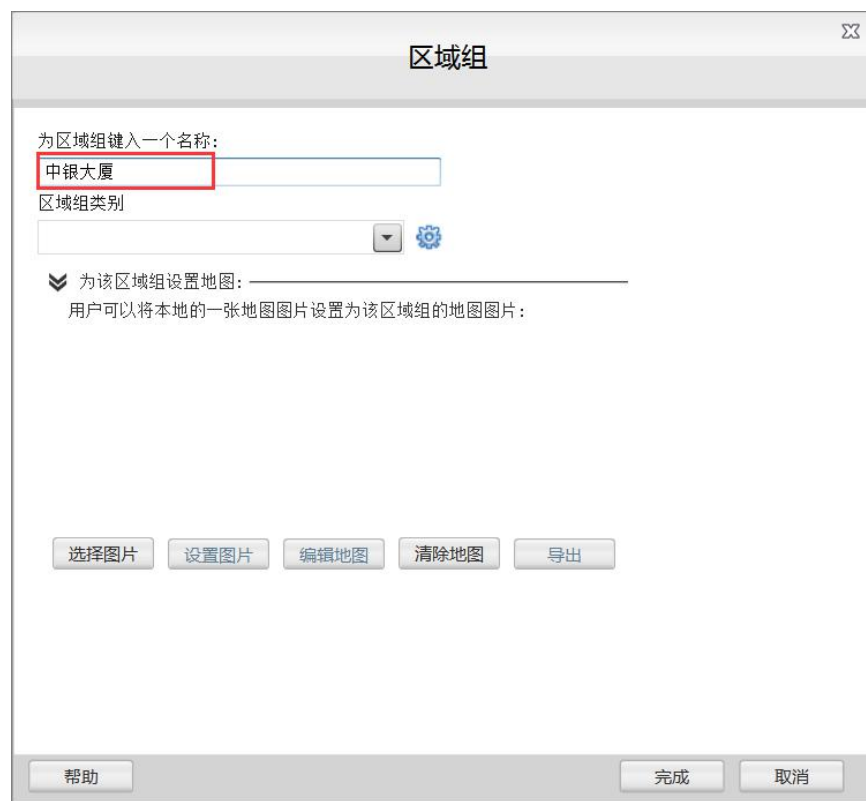 区域组
为区域组键入一个名称:
中银大厦
区域组类别
为该区域组设置地图:
用户可以将本地的一张地图图片设置为该区域组的地图图片:
选择图片 设置图片 编辑地图 清除地图 导出
帮助 完成 取消